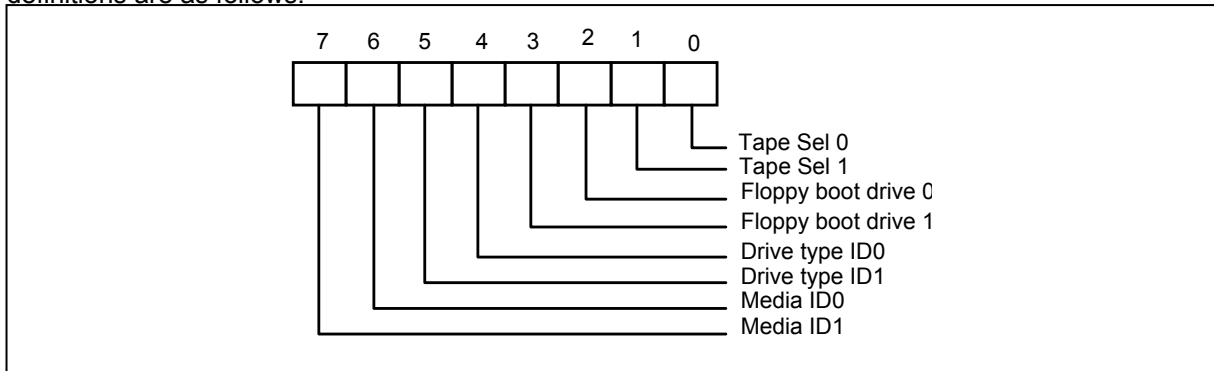 definitions are as follows:
7 6 5 4 3 2 1 0
Tape Sel 0
Tape Sel 1
Floppy boot drive 0
Floppy boot drive 1
Drive type ID0
Drive type ID1
Media ID0
Media ID1